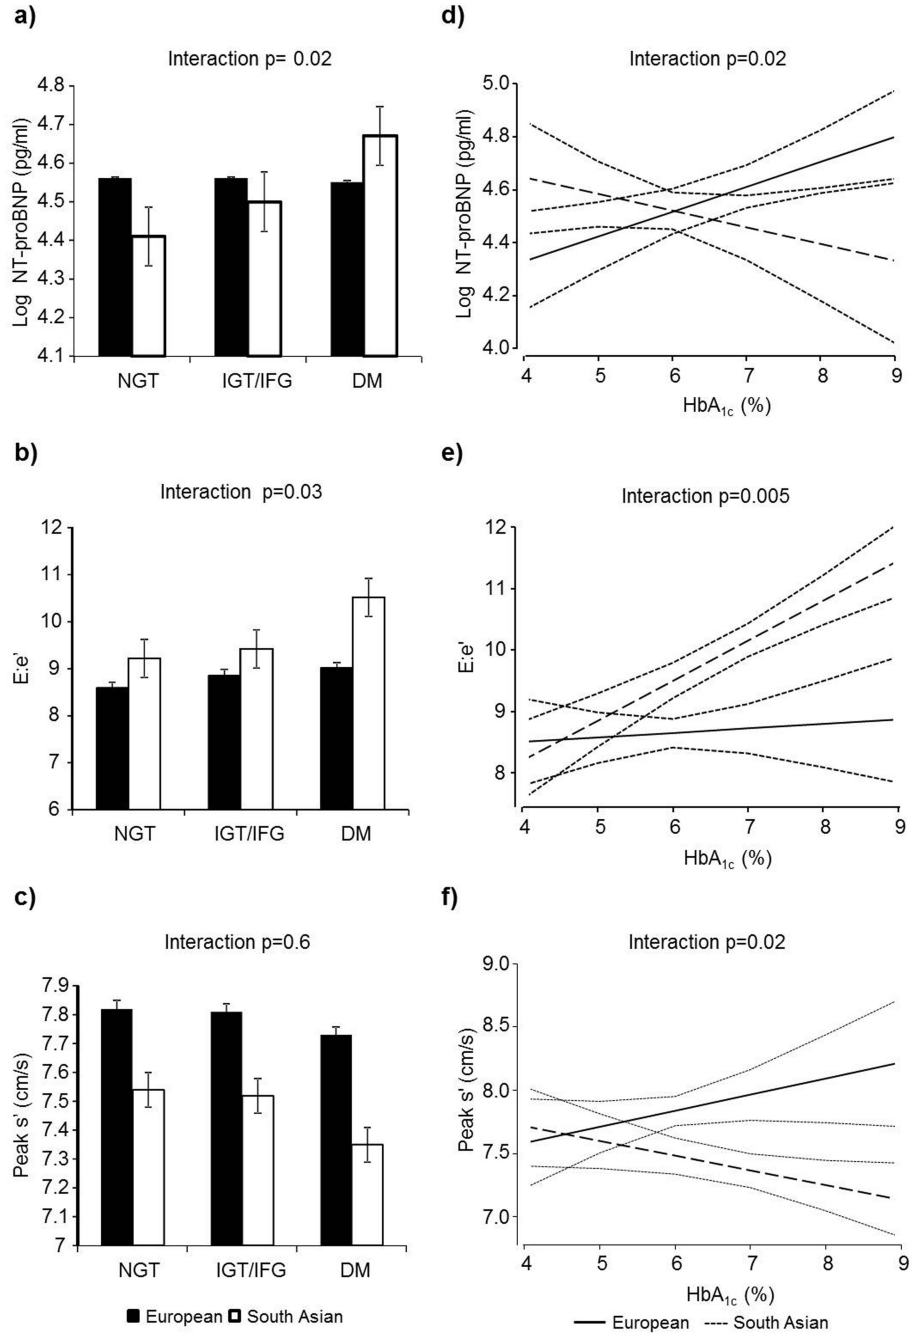 a)
Interaction p= 0.02
Log NT-proBNP (pg/ml)
4.8
4.7
4.6
4.5
4.4
4.3
4.2
4.1
NGT IGT/IFG DM
d)
Interaction p=0.02
Log NT-proBNP (pg/ml)
5.0
4.8
4.6
4.4
4.2
4.0
4 5 6 7 8 9
HbA1c (%)
b)
Interaction p=0.03
E:e'
12
11
10
9
8
7
6
NGT IGT/IFG DM
e)
Interaction p=0.005
E:e'
12
11
10
9
8
4 5 6 7 8 9
HbA1c (%)
c)
Interaction p=0.6
Peak s' (cm/s)
7.9
7.8
7.7
7.6
7.5
7.4
7.3
7.2
7.1
7
NGT IGT/IFG DM
European South Asian
f)
Interaction p=0.02
Peak s' (cm/s)
9.0
8.5
8.0
7.5
7.0
4 5 6 7 8 9
HbA1c (%)
European South Asian